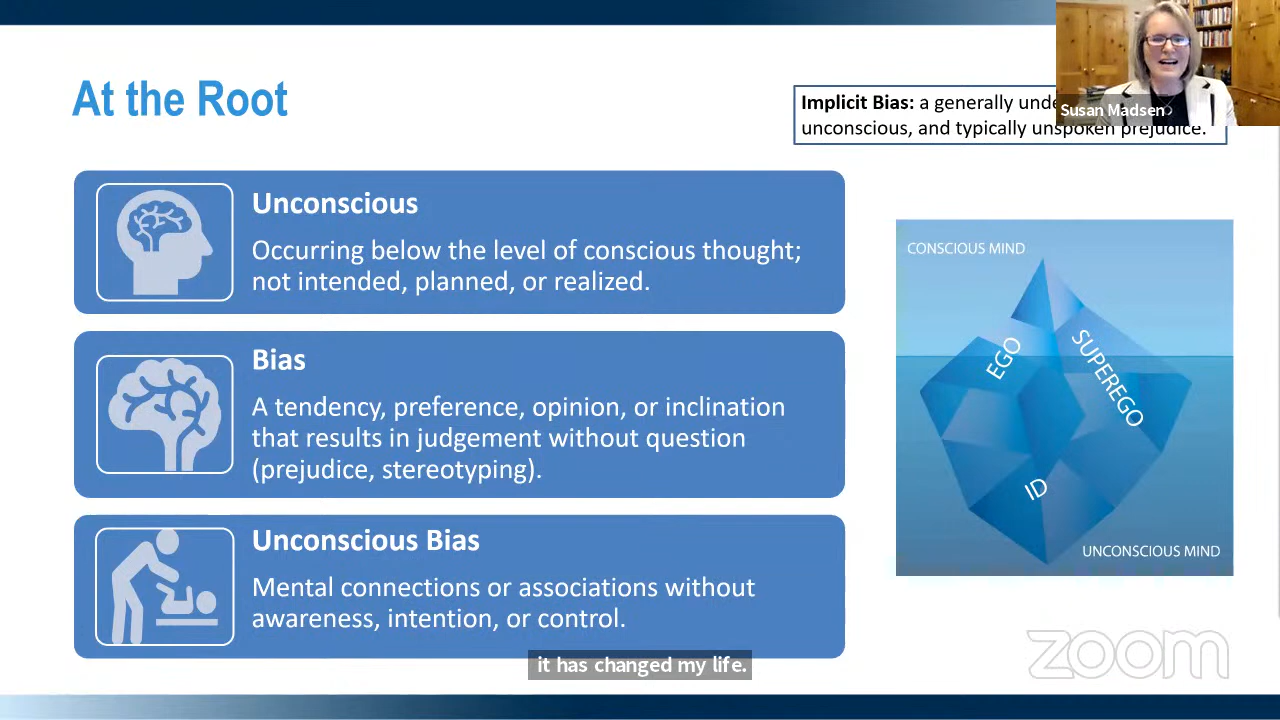 At the Root
Implicit Bias: a generally
Susan Madsen
unconscious, and typically unspoken prejudice.
Unconscious
Occurring below the level of conscious thought;
not intended, planned, or realized.
Bias
A tendency, preference, opinion, or inclination
that results in judgement without question
(prejudice, stereotyping).
Unconscious Bias
Mental connections or associations without
awareness, intention, or control.
CONSCIOUS MIND
EGO
SUPEREGO
ID
UNCONSCIOUS MIND
it has changed my life.
zoom